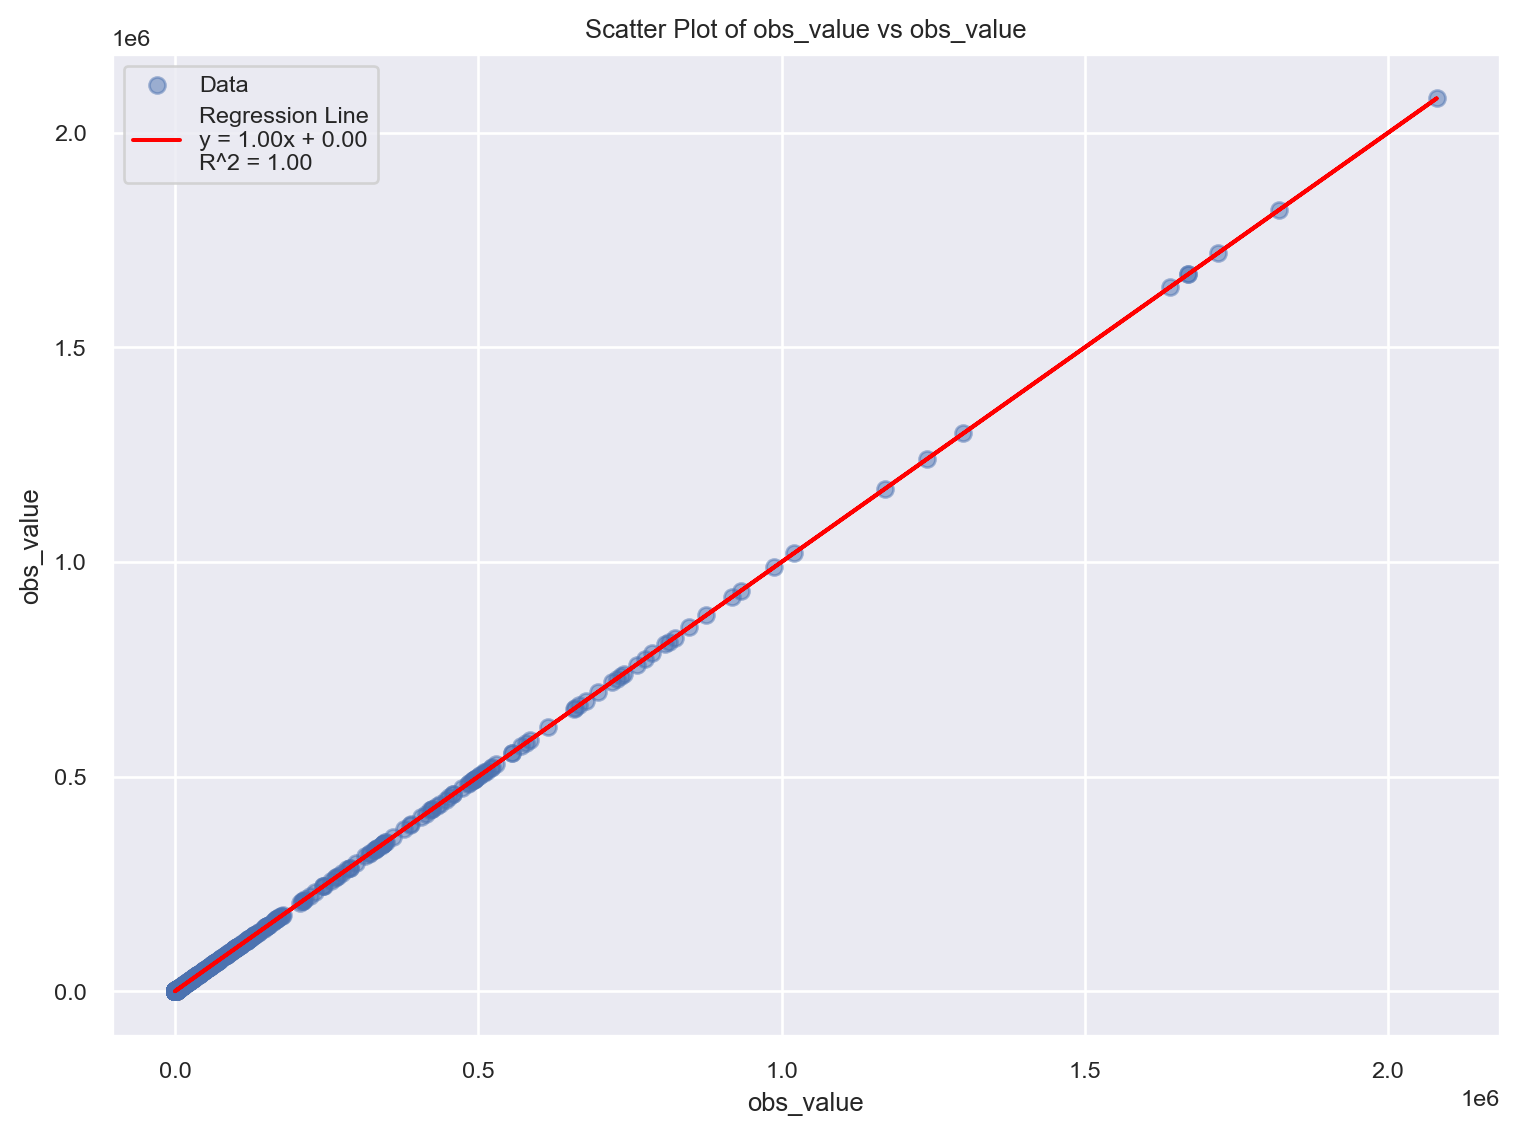 Scatter Plot of obs_value vs obs_value
1e6
Data
Regression Line
y = 1.00x + 0.00
R^2 = 1.00
2.0
1.5
1.0
0.5
0.0
obs_value
0.0 0.5 1.0 1.5 2.0
1e6
obs_value